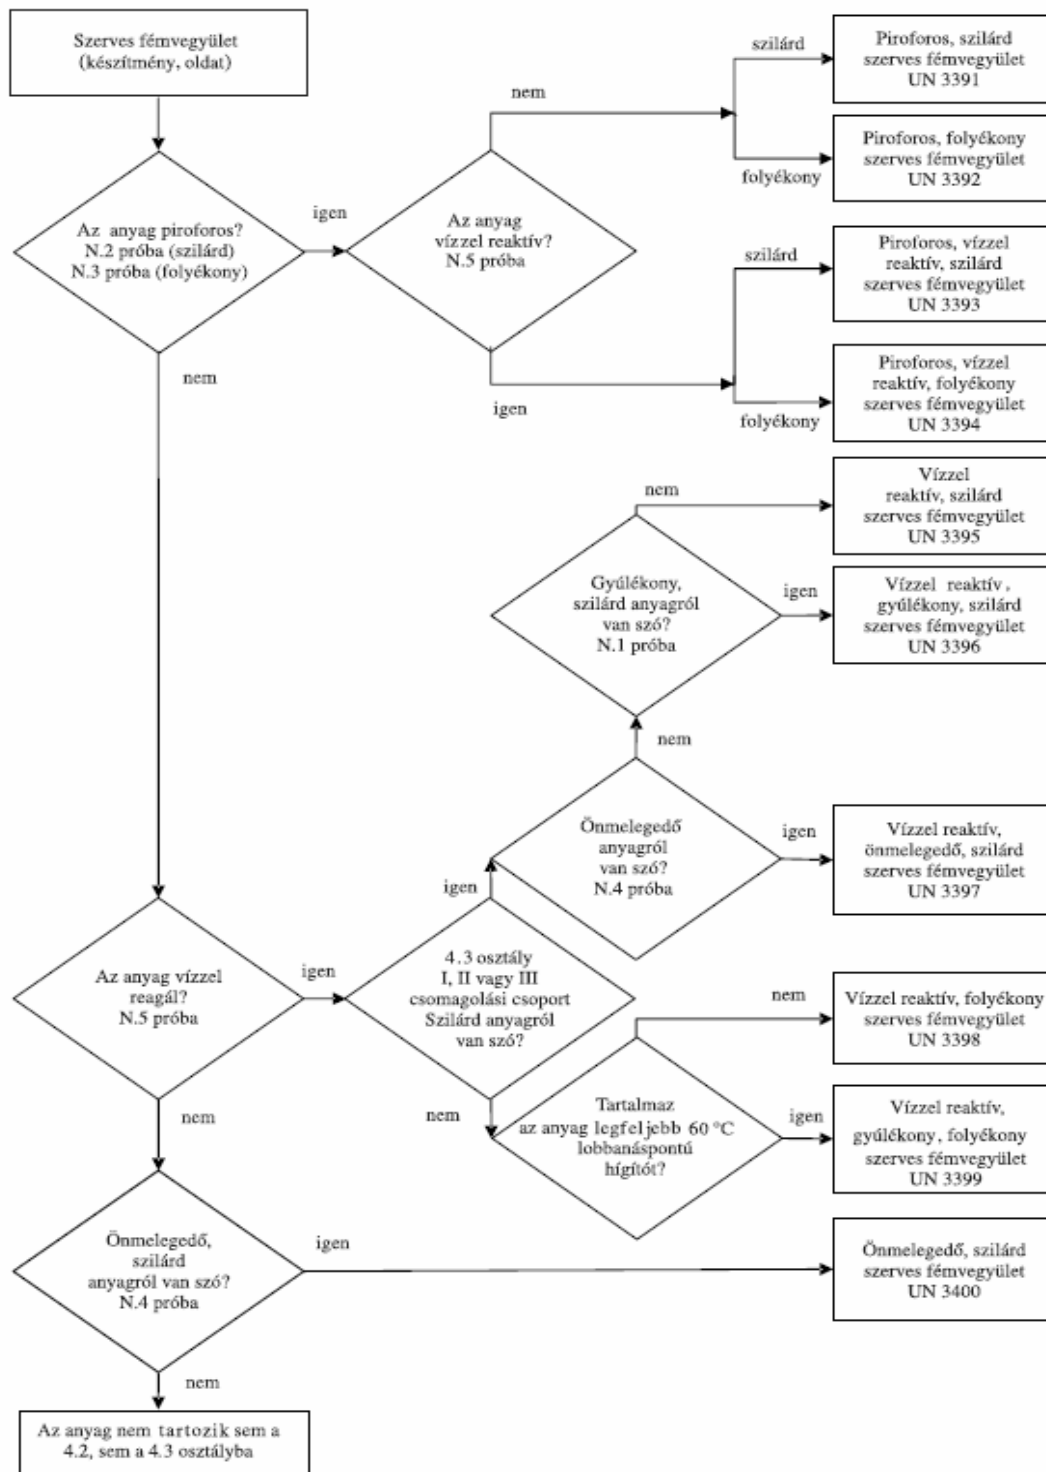 Szerves fémvegyület
(készítmény, oldat)
szilárd
Piroforos, szilárd
szerves fémvegyület
UN 3391
nem
Piroforos, folyékony
szerves fémvegyület
UN 3392
folyékony
Az anyag piroforos?
N.2 próba (szilárd)
N.3 próba (folyékony)
igen
Az anyag
vízzel reaktív?
N.5 próba
szilárd
Piroforos, vízzel
reaktív, szilárd
szerves fémvegyület
UN 3393
nem
igen
Piroforos, vízzel
reaktív, folyékony
szerves fémvegyület
UN 3394
folyékony
nem
Vízzel
reaktív, szilárd
szerves fémvegyület
UN 3395
Gyúlékony,
szilárd anyagról
van szó?
N.1 próba
igen
Vízzel reaktív,
gyúlékony, szilárd
szerves fémvegyület
UN 3396
nem
Önmelegedő
anyagról
van szó?
N.4 próba
igen
Vízzel reaktív,
önmelegedő, szilárd
szerves fémvegyület
UN 3397
igen
Az anyag vízzel
reagál?
N.5 próba
igen
4.3 osztály
I, II vagy III
csomagolási csoport
Szilárd anyagról
van szó?
nem
Vízzel reaktív, folyékony
szerves fémvegyület
UN 3398
nem
nem
Tartalmaz
az anyag legfeljebb 60 °C
lobbanáspontú
hígítót?
igen
Vízzel reaktív,
gyúlékony, folyékony
szerves fémvegyület
UN 3399
Önmelegedő,
szilárd
anyagról van szó?
N.4 próba
igen
Önmelegedő, szilárd
szerves fémvegyület
UN 3400
nem
Az anyag nem tartozik sem a
4.2, sem a 4.3 osztályba